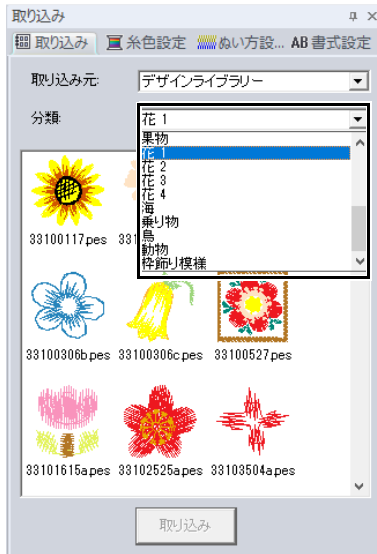 取り込み
取り込み 糸色設定 ぬい方設... AB 書式設定
取り込み元: デザインライブラリー
分類: 花 1
果物
花 1
花 2
花 3
花 4
海
乗り物
鳥
動物
枠飾り模様
33100117.pes 331
33100306b.pes 33100306c.pes 33100527.pes
33101615a.pes 33102525a.pes 33103504a.pes
取り込み